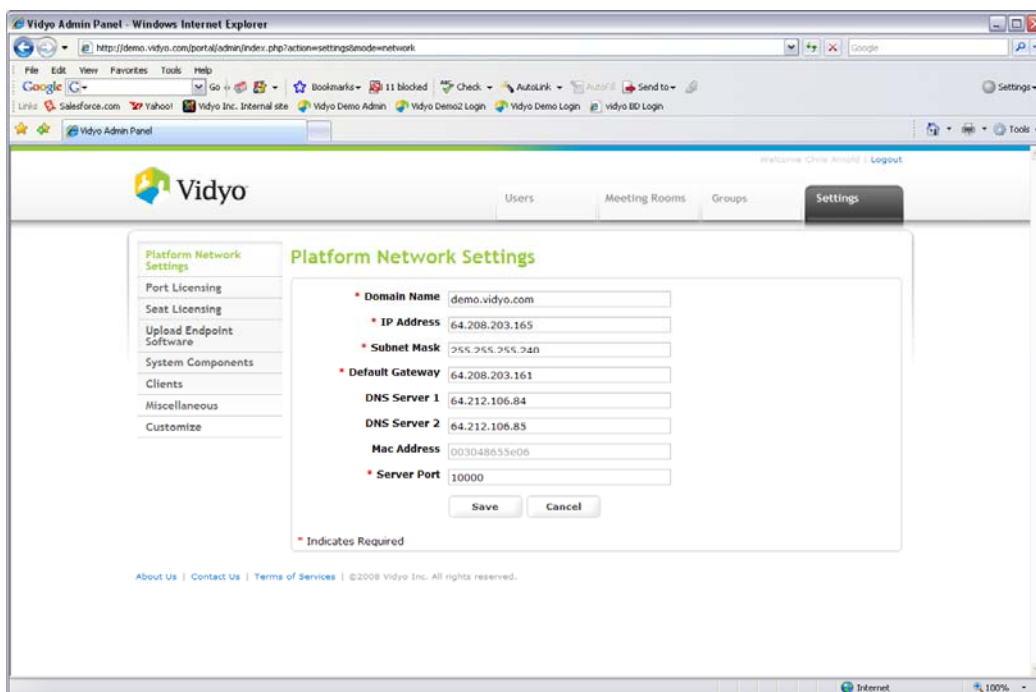 Vidyo Admin Panel - Windows Internet Explorer
http://demo.vidyo.com/portal/admin/index.php?action=settings&mode=network
Google
File Edit View Favorites Tools Help
Google Go Bookmarks 11 blocked Check AutoLink AutoFill Send to Settings
Links Salesforce.com Yahoo! Vidyo Inc. Internal site Vidyo Demo Admin Vidyo Demo2 Login Vidyo Demo Login vidyo BD Login
Vidyo Admin Panel Tools
Welcome Chris Arnold | Logout
Vidyo
Users Meeting Rooms Groups Settings
Platform Network Settings
Port Licensing
Seat Licensing
Upload Endpoint Software
System Components
Clients
Miscellaneous
Customize
Platform Network Settings
* Domain Name demo.vidyo.com
* IP Address 64.208.203.165
* Subnet Mask 255.255.255.240
* Default Gateway 64.208.203.161
DNS Server 1 64.212.106.84
DNS Server 2 64.212.106.85
Mac Address 003048655e06
* Server Port 10000
Save Cancel
* Indicates Required
About Us | Contact Us | Terms of Services | ©2008 Vidyo Inc. All rights reserved.
Internet 100%